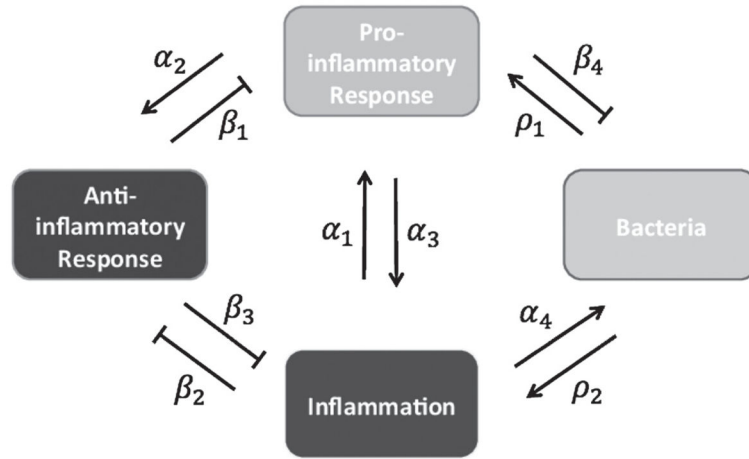 Pro-
inflammatory
Response
α₂
β₁
β₄
ρ₁
Anti-
inflammatory
Response
α₁
α₃
Bacteria
β₃
β₂
α₄
ρ₂
Inflammation